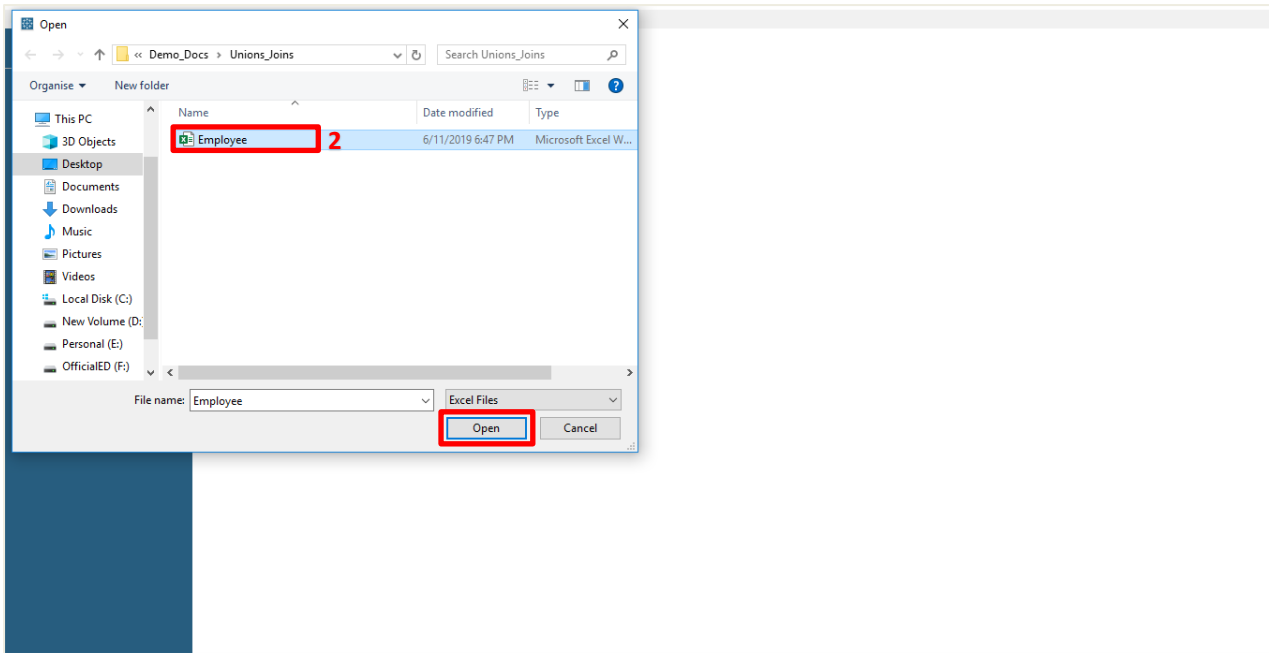 Open
« Demo_Docs › Unions_Joins
Search Unions_Joins
Organise New folder
Name Date modified Type
This PC
Employee 2 6/11/2019 6:47 PM Microsoft Excel W...
3D Objects
Desktop
Documents
Downloads
Music
Pictures
Videos
Local Disk (C:)
New Volume (D:
Personal (E:)
OfficialED (F:)
File name: Employee Excel Files
Open Cancel